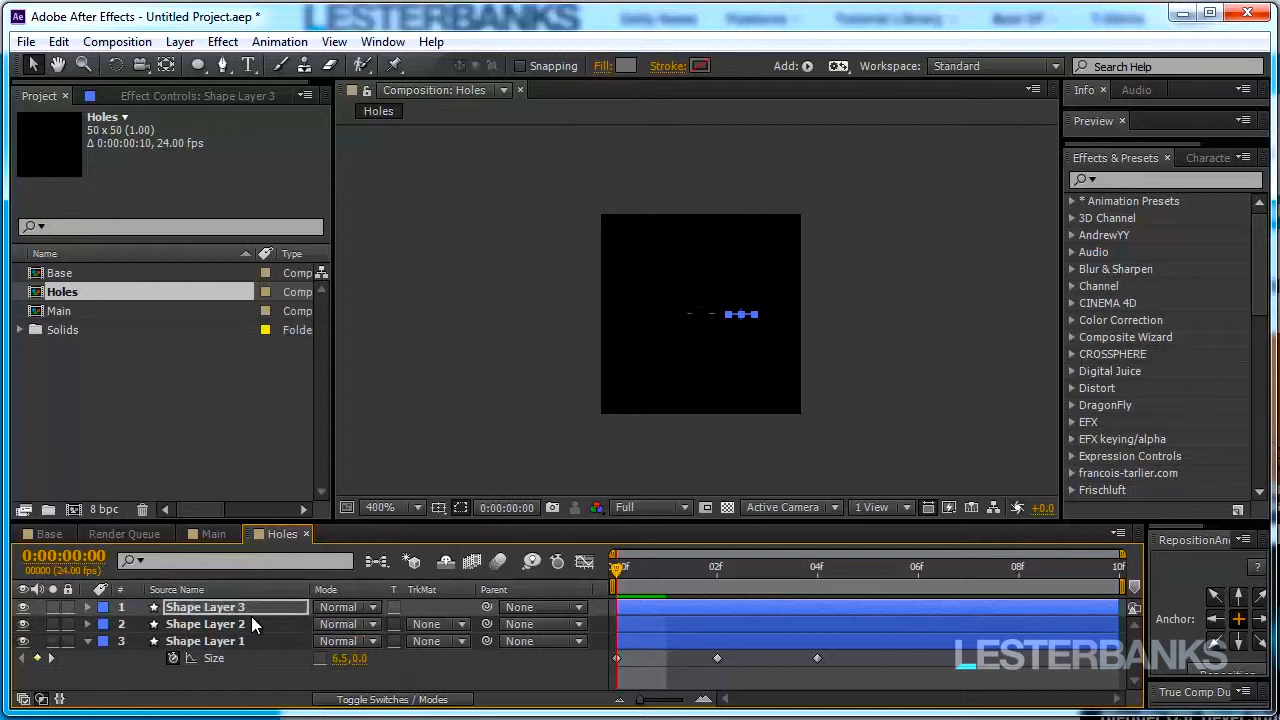 Adobe After Effects - Untitled Project.aep *
LESTERBANKS
File Edit Composition Layer Effect Animation View Window Help
Snapping Fill: Stroke: Add: Workspace: Standard Search Help
Project Effect Controls: Shape Layer 3
Composition: Holes
Info Audio
Holes
50 x 50 (1.00)
Δ 0:00:00:10, 24.00 fps
Holes
Preview
Effects & Presets Characte
Name Type
Base Comp
Holes Comp
Main Comp
Solids Folde
* Animation Presets
3D Channel
AndrewYY
Audio
Blur & Sharpen
Channel
CINEMA 4D
Color Correction
Composite Wizard
CROSSPHERE
Digital Juice
Distort
DragonFly
EFX
EFX keying/alpha
Expression Controls
francois-tarlier.com
Frischluft
8 bpc
400% 0:00:00:00 Full Active Camera 1 View +0.0
Base Render Queue Main Holes
RepositionAn
0:00:00:00
00000 (24.00 fps)
00f 02f 04f 06f 08f 10f
# Source Name Mode T TrkMat Parent
1 Shape Layer 3 Normal None
2 Shape Layer 2 Normal None None
3 Shape Layer 1 Normal None None
Size 6.5,0.0
Anchor:
LESTERBANKS
Toggle Switches / Modes
True Comp Du